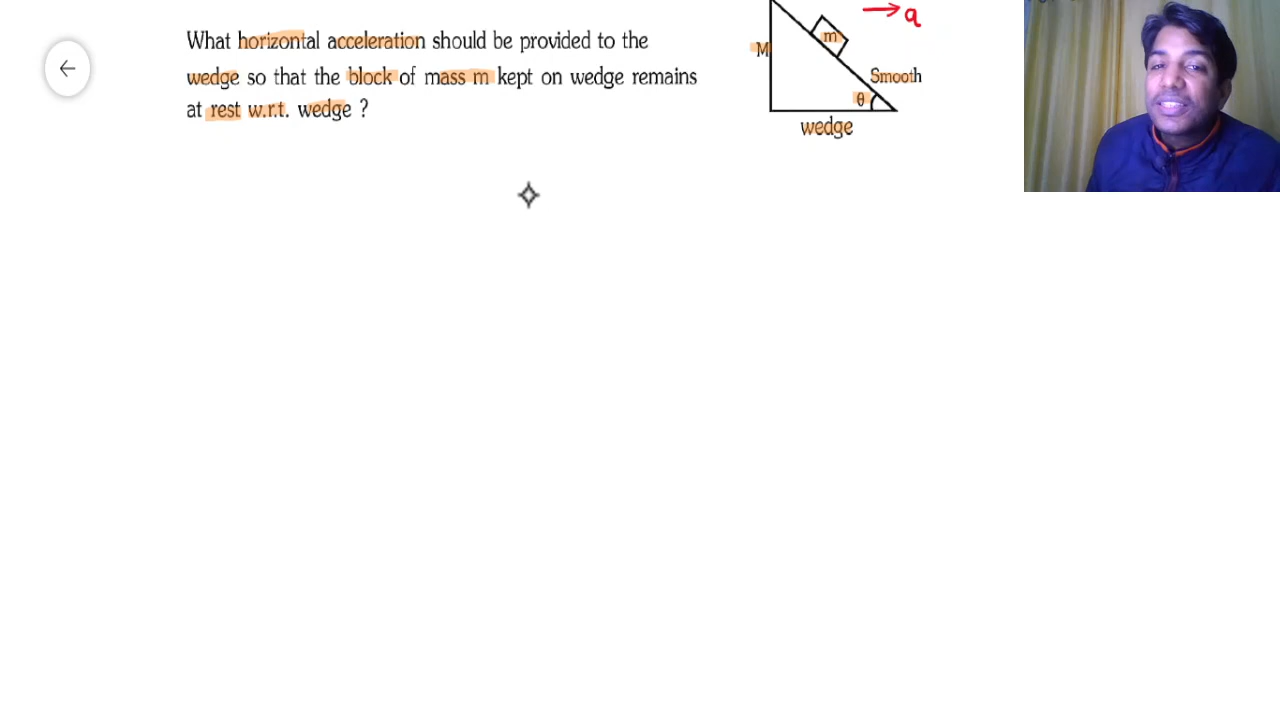 What horizontal acceleration should be provided to the
wedge so that the block of mass m kept on wedge remains
at rest w.r.t. wedge ?
a
m
M
Smooth
θ
wedge